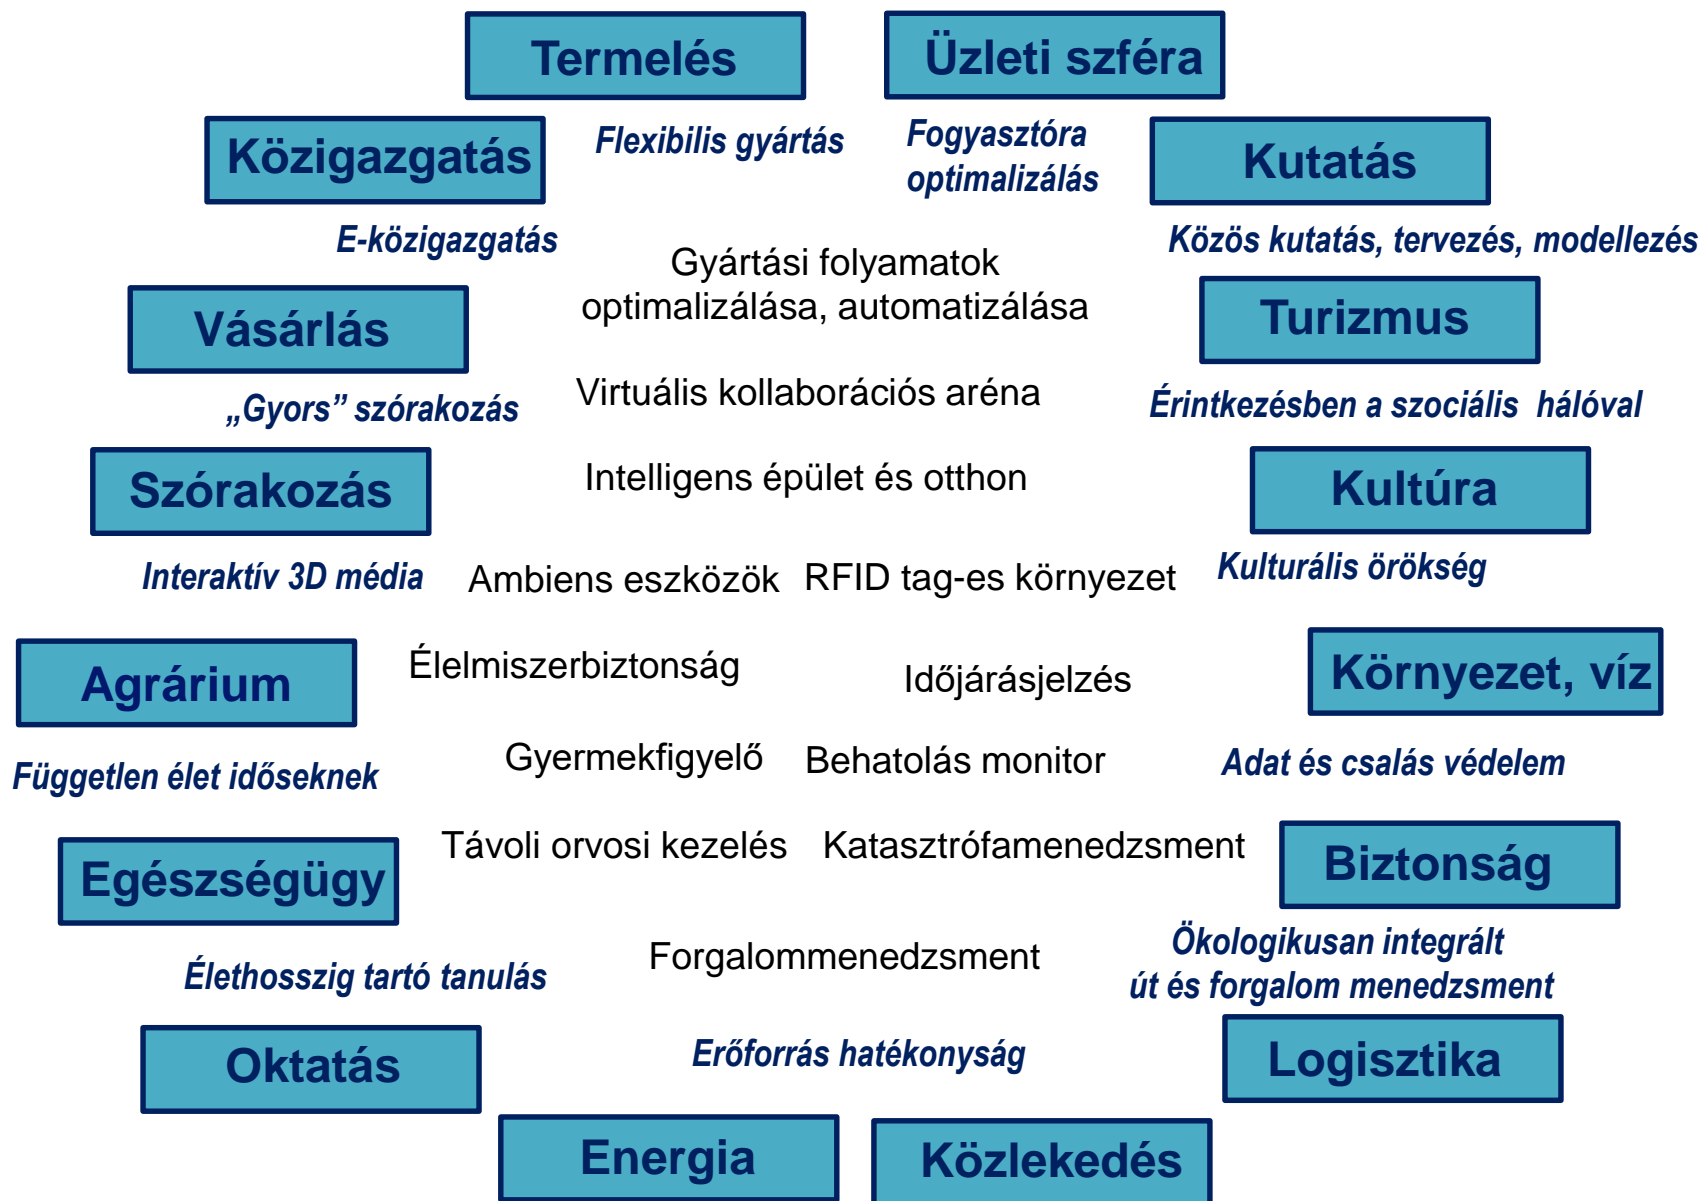 Termelés
Üzleti szféra
Közigazgatás
Flexibilis gyártás
Fogyasztóra
optimalizálás
Kutatás
E-közigazgatás
Közös kutatás, tervezés, modellezés
Gyártási folyamatok
optimalizálása, automatizálása
Vásárlás
Turizmus
Virtuális kollaborációs aréna
„Gyors” szórakozás
Érintkezésben a szociális hálóval
Szórakozás
Intelligens épület és otthon
Kultúra
Interaktív 3D média
Ambiens eszközök
RFID tag-es környezet
Kulturális örökség
Agrárium
Élelmiszerbiztonság
Időjárásjelzés
Környezet, víz
Független élet időseknek
Gyermekfigyelő
Behatolás monitor
Adat és csalás védelem
Egészségügy
Távoli orvosi kezelés
Katasztrófamenedzsment
Biztonság
Élethosszig tartó tanulás
Forgalommenedzsment
Ökologikusan integrált
út és forgalom menedzsment
Oktatás
Erőforrás hatékonyság
Logisztika
Energia
Közlekedés